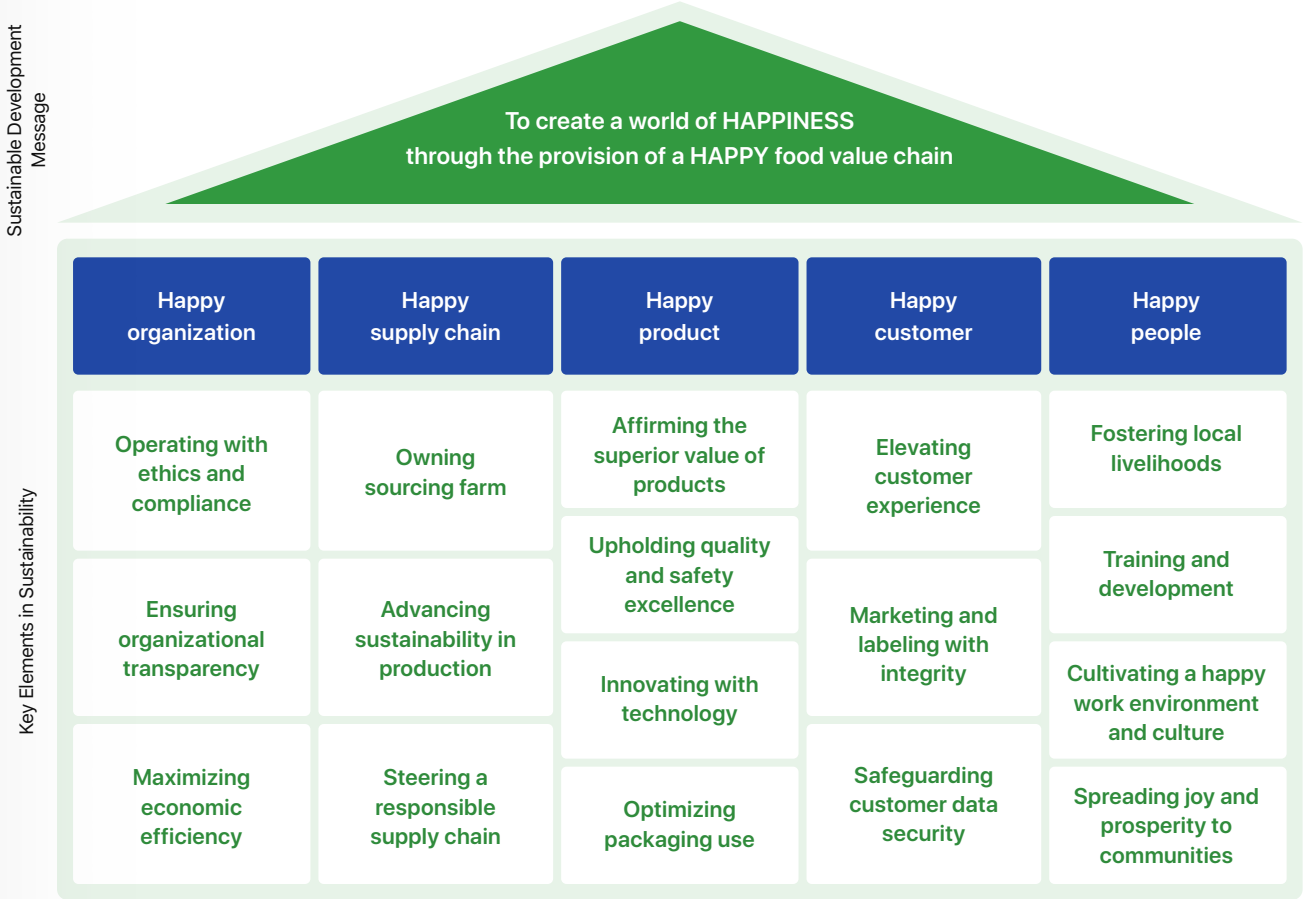 Sustainable Development
Message
To create a world of HAPPINESS
through the provision of a HAPPY food value chain
Key Elements in Sustainability
Happy
organization
Operating with
ethics and
compliance
Ensuring
organizational
transparency
Maximizing
economic
efficiency
Happy
supply chain
Owning
sourcing farm
Advancing
sustainability in
production
Steering a
responsible
supply chain
Happy
product
Affirming the
superior value of
products
Upholding quality
and safety
excellence
Innovating with
technology
Optimizing
packaging use
Happy
customer
Elevating
customer
experience
Marketing and
labeling with
integrity
Safeguarding
customer data
security
Happy
people
Fostering local
livelihoods
Training and
development
Cultivating a happy
work environment
and culture
Spreading joy and
prosperity to
communities